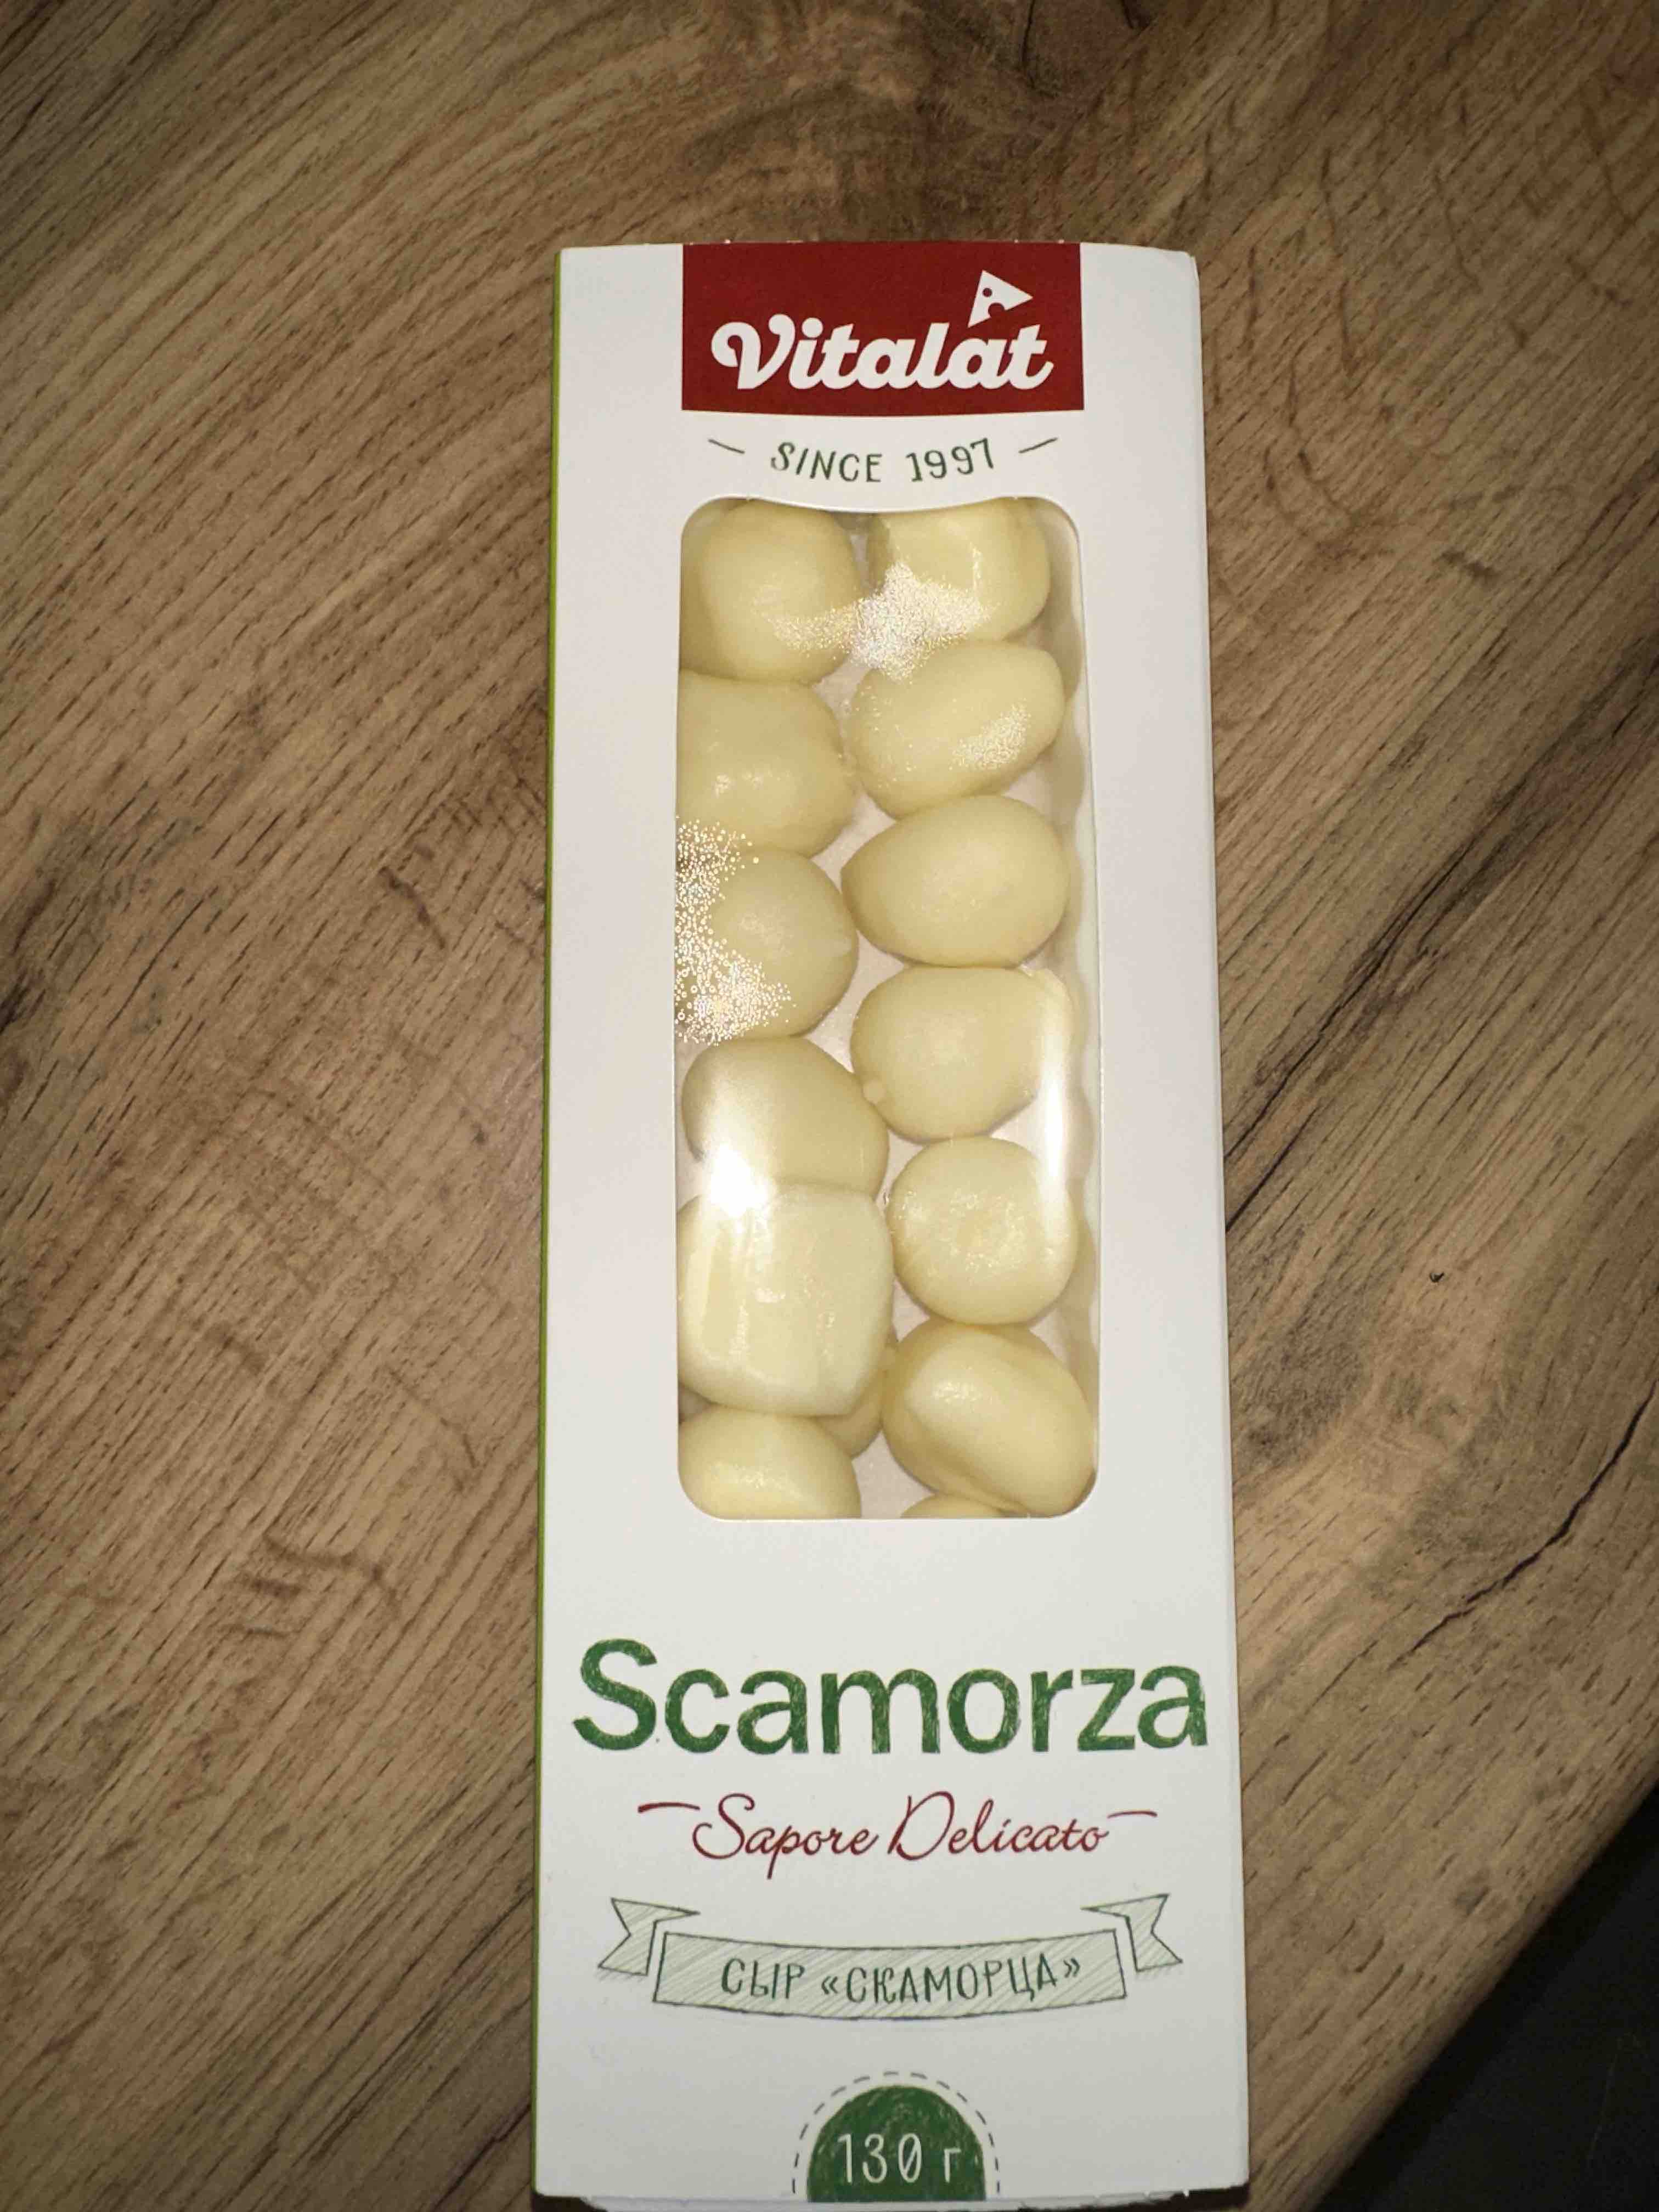 Vitalat
SINCE 1997
Scamorza
Sapore Delicato
СЫР «СКАМОРЦА»
130 г